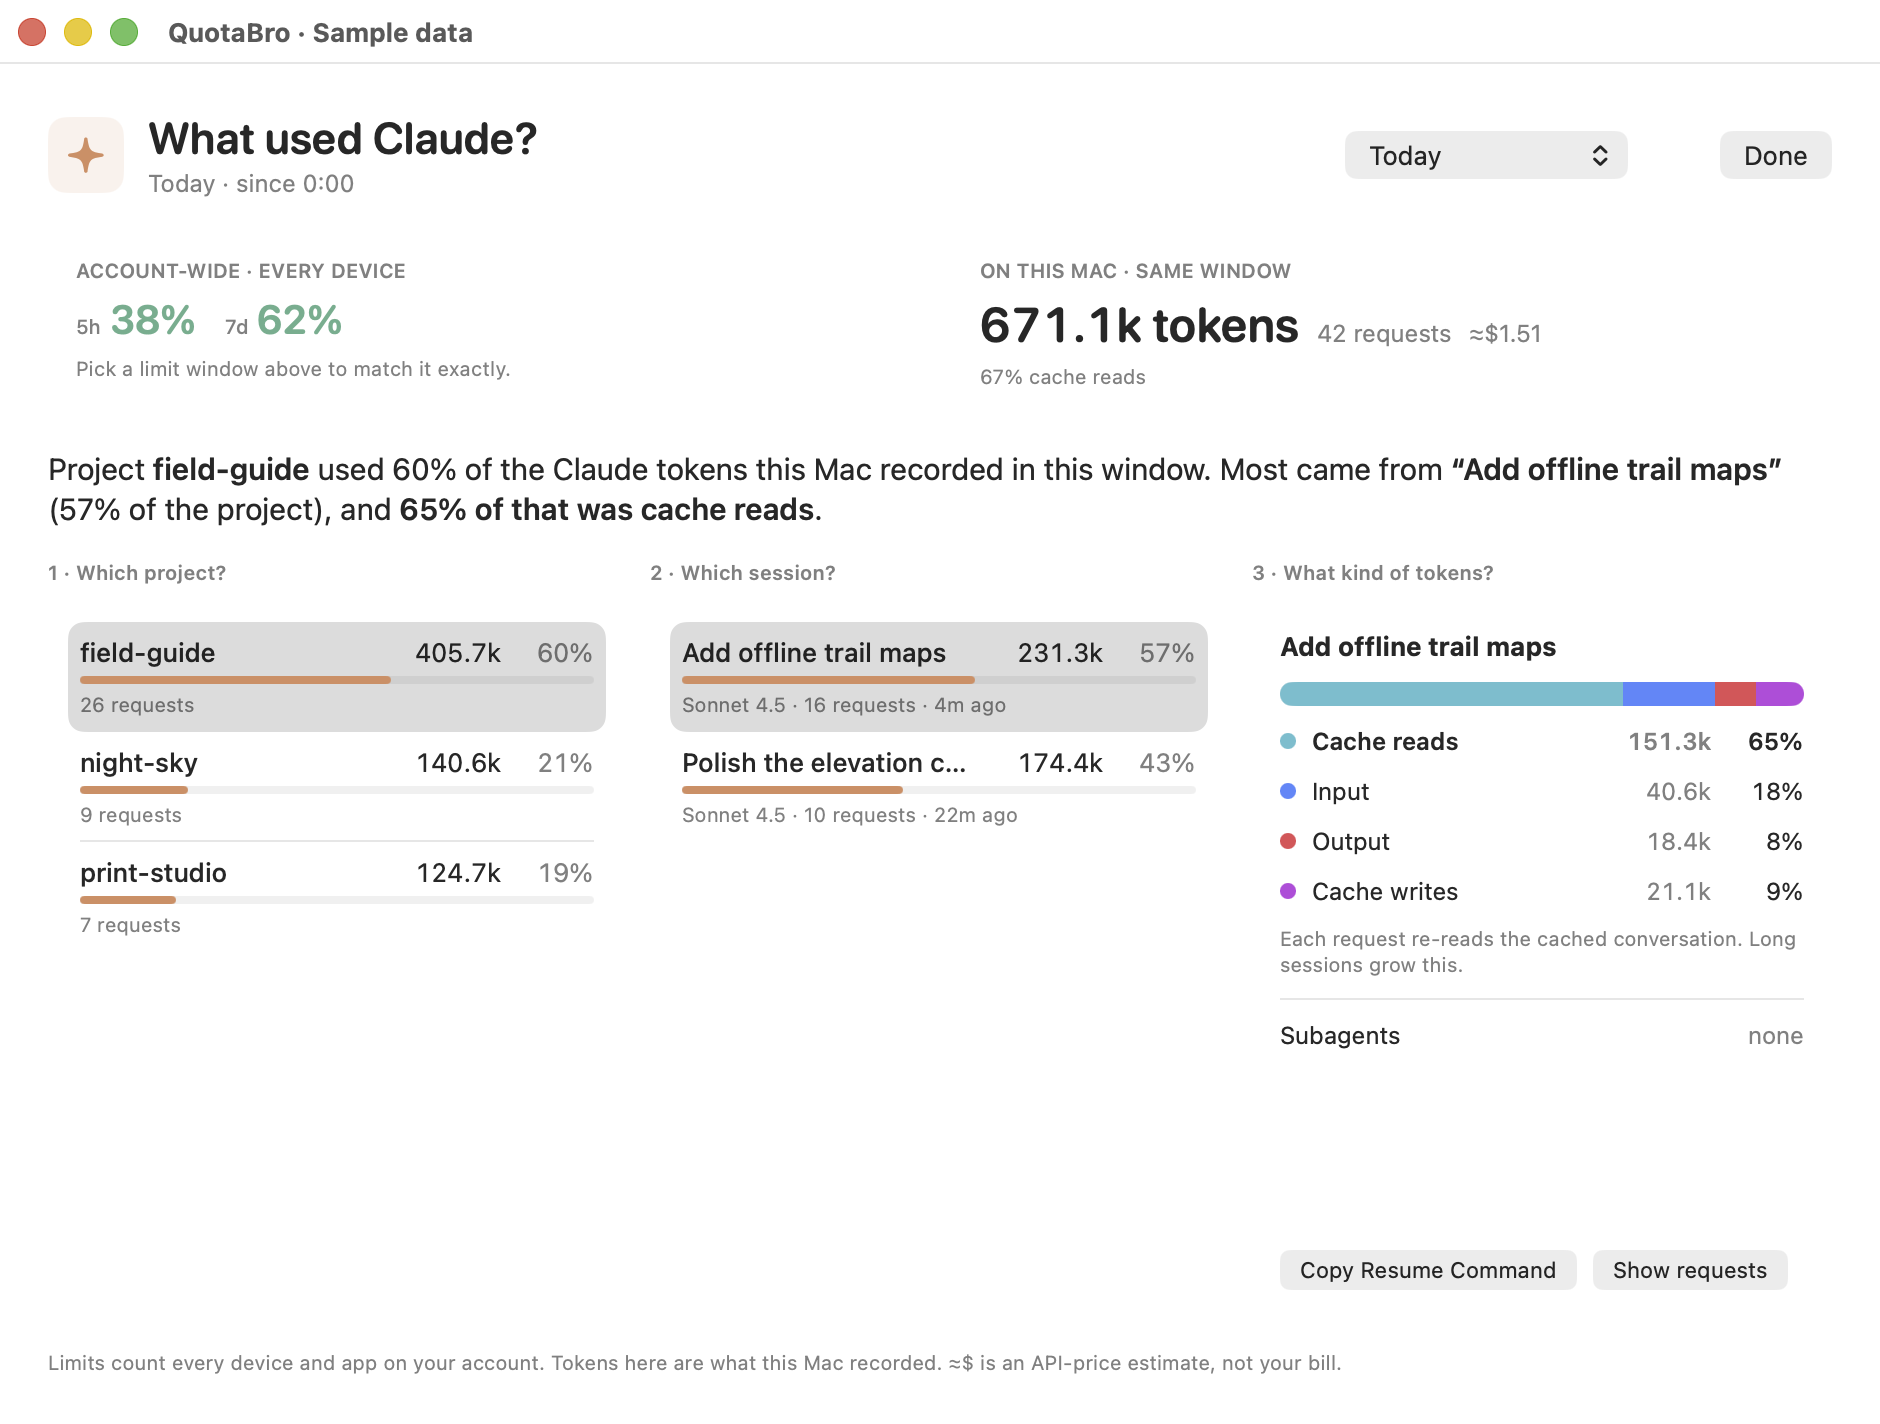 QuotaBro · Sample data
What used Claude?
Today · since 0:00
Today
Done
ACCOUNT-WIDE · EVERY DEVICE
5h 38% 7d 62%
Pick a limit window above to match it exactly.
ON THIS MAC · SAME WINDOW
671.1k tokens 42 requests ≈$1.51
67% cache reads
Project field-guide used 60% of the Claude tokens this Mac recorded in this window. Most came from “Add offline trail maps”
(57% of the project), and 65% of that was cache reads.
1 · Which project?
field-guide 405.7k 60%
26 requests
night-sky 140.6k 21%
9 requests
print-studio 124.7k 19%
7 requests
2 · Which session?
Add offline trail maps 231.3k 57%
Sonnet 4.5 · 16 requests · 4m ago
Polish the elevation c... 174.4k 43%
Sonnet 4.5 · 10 requests · 22m ago
3 · What kind of tokens?
Add offline trail maps
Cache reads 151.3k 65%
Input 40.6k 18%
Output 18.4k 8%
Cache writes 21.1k 9%
Each request re-reads the cached conversation. Long
sessions grow this.
Subagents none
Copy Resume Command
Show requests
Limits count every device and app on your account. Tokens here are what this Mac recorded. ≈$ is an API-price estimate, not your bill.